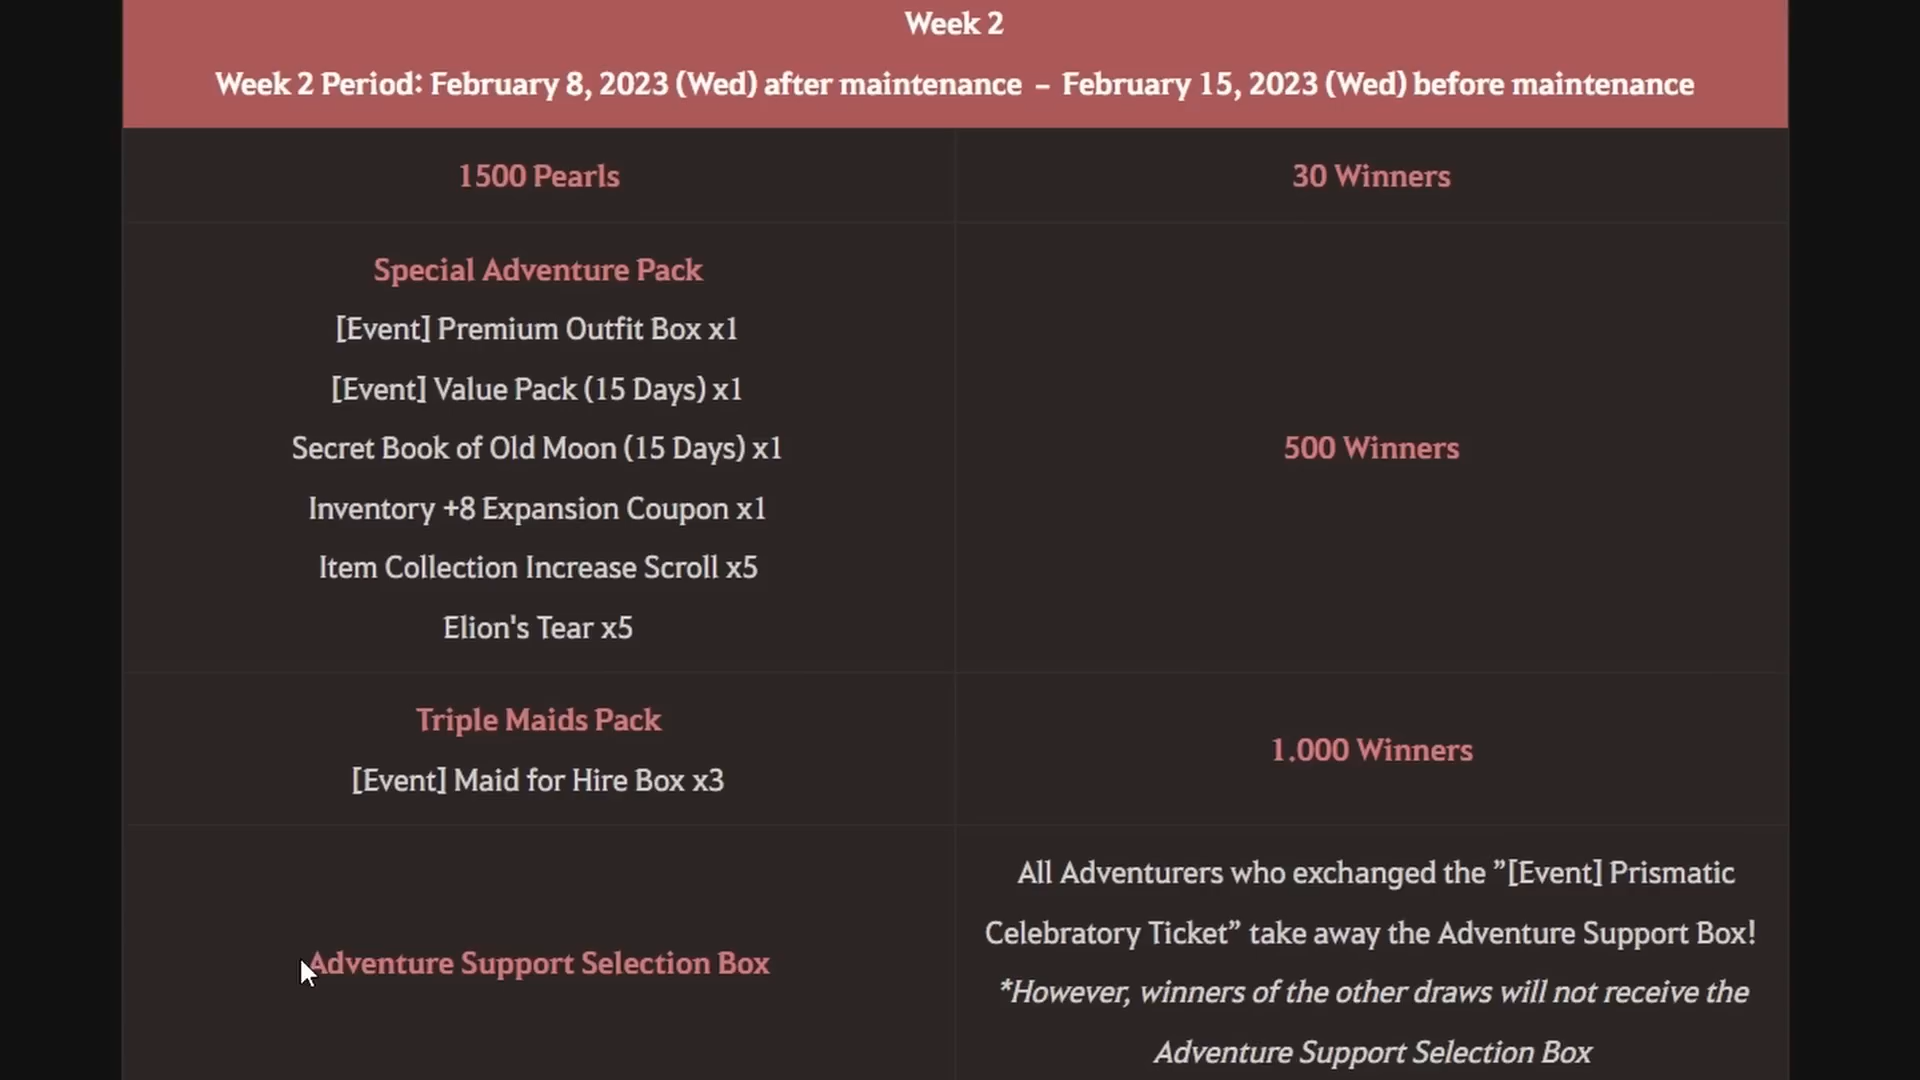 Week 2
Week 2 Period: February 8, 2023 (Wed) after maintenance – February 15, 2023 (Wed) before maintenance
1500 Pearls
30 Winners
Special Adventure Pack
[Event] Premium Outfit Box x1
[Event] Value Pack (15 Days) x1
Secret Book of Old Moon (15 Days) x1
Inventory +8 Expansion Coupon x1
Item Collection Increase Scroll x5
Elion's Tear x5
500 Winners
Triple Maids Pack
[Event] Maid for Hire Box x3
1.000 Winners
Adventure Support Selection Box
All Adventurers who exchanged the ”[Event] Prismatic
Celebratory Ticket” take away the Adventure Support Box!
*However, winners of the other draws will not receive the
Adventure Support Selection Box